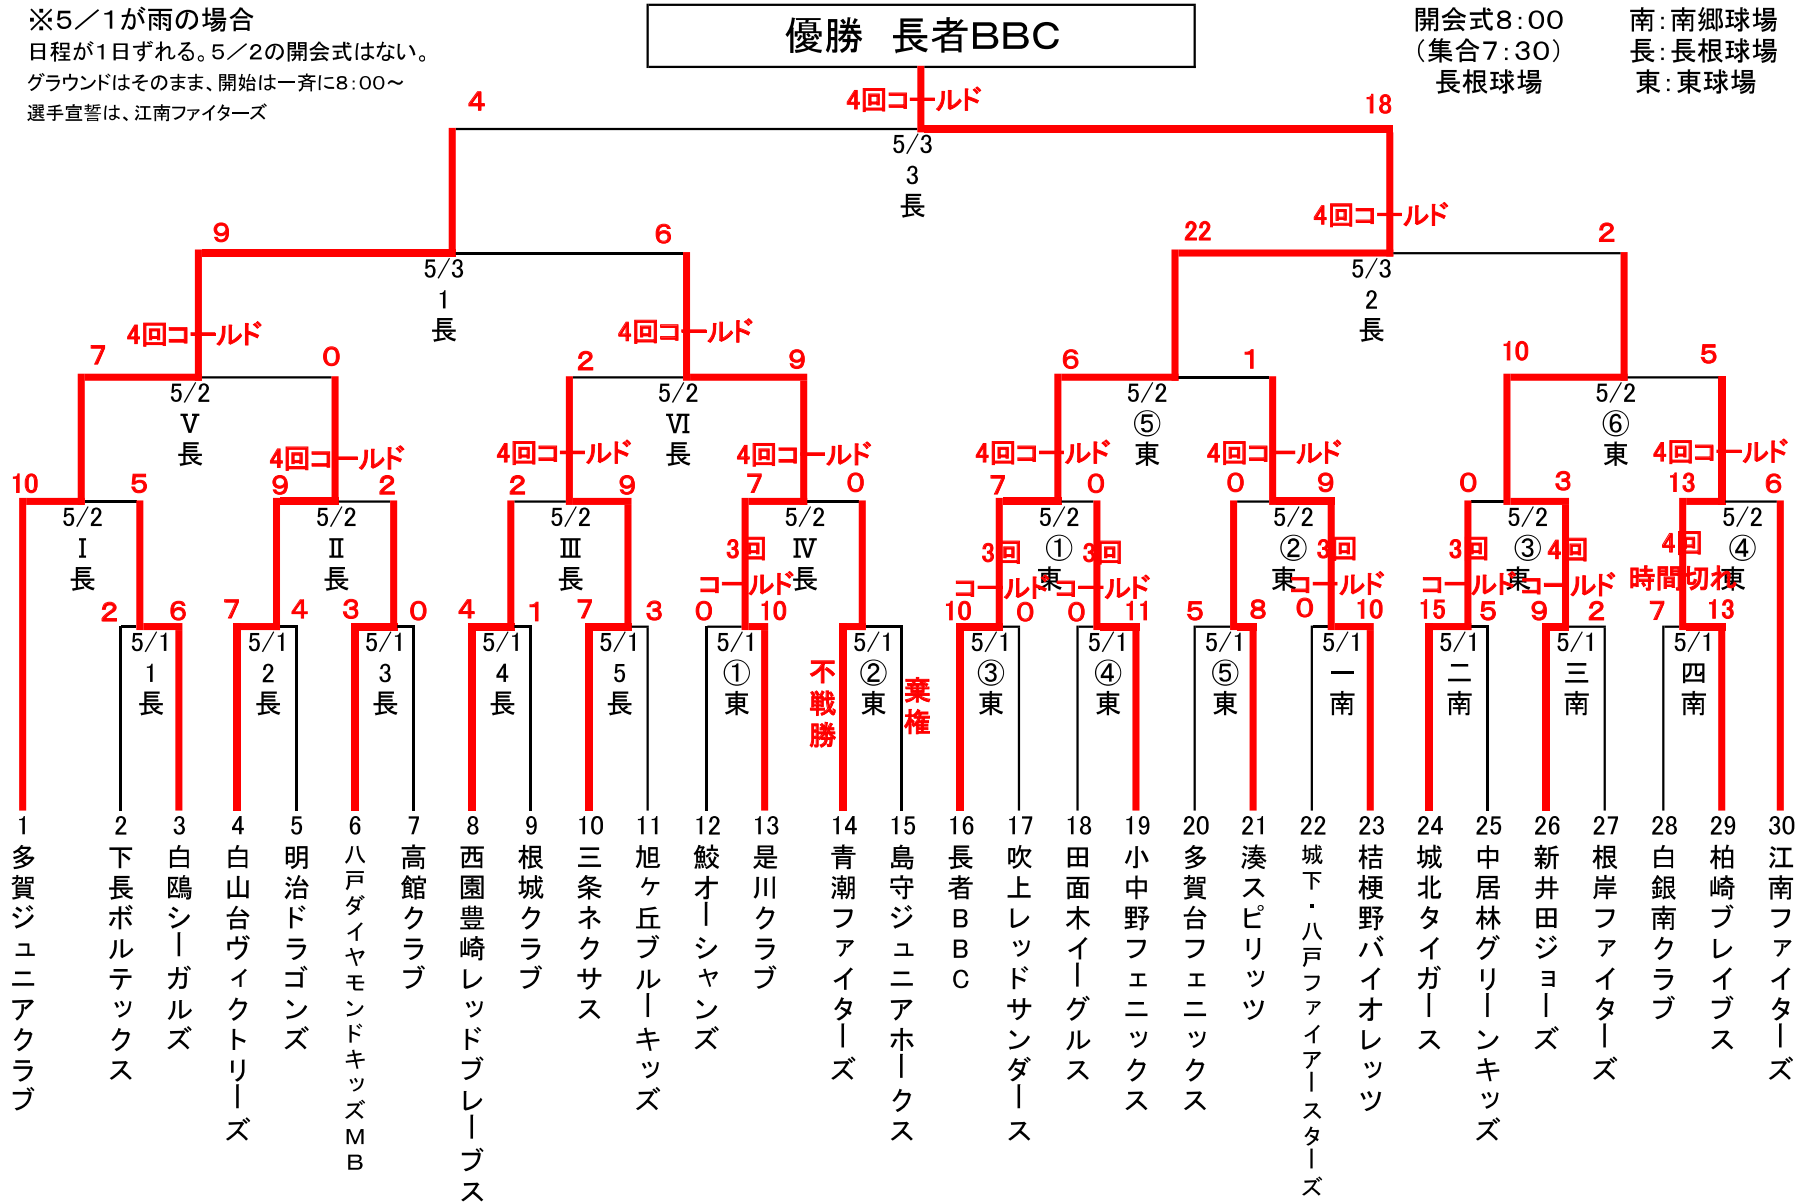 ※5／1が雨の場合
日程が1日ずれる。5／2の開会式はない。
グラウンドはそのまま、開始は一斉に8：00～
選手宣誓は、江南ファイターズ
優勝　長者BBC
開会式8：00
（集合7：30）
長根球場
南：南郷球場
長：長根球場
東：東球場
4
4回コールド
18
5/3
3
長
9
6
22
4回コールド
2
5/3
1
長
5/3
2
長
7
4回コールド
0
2
4回コールド
9
6
1
10
5
5/2
Ⅴ
長
5/2
Ⅵ
長
5/2
⑤
東
5/2
⑥
東
10
5
9
4回コールド
2
2
4回コールド
9
7
4回コールド
0
7
4回コールド
0
0
4回コールド
9
0
3
13
4回コールド
6
5/2
Ⅰ
長
5/2
Ⅱ
長
5/2
Ⅲ
長
5/2
Ⅳ
長
5/2
①
東
5/2
②
東
5/2
③
東
5/2
④
東
3回
コールド
3回
コールド
3回
コールド
3回
コールド
3回
コールド
4回
コールド
4回
時間切れ
2
6
7
4
3
0
4
1
7
3
0
10
10
0
0
11
5
8
0
10
15
5
9
2
7
13
5/1
1
長
5/1
2
長
5/1
3
長
5/1
4
長
5/1
5
長
5/1
①
東
不戦勝
5/1
②
東
棄権
5/1
③
東
5/1
④
東
5/1
⑤
東
5/1
一
南
5/1
二
南
5/1
三
南
5/1
四
南
1
多賀ジュニアクラブ
2
下長ボルテックス
3
白鴎シーガルズ
4
白山台ヴィクトリーズ
5
明治ドラゴンズ
6
八戸ダイヤモンドキッズMB
7
高館クラブ
8
西園豊崎レッドブレーブス
9
根城クラブ
10
三条ネクサス
11
旭ヶ丘ブルーキッズ
12
鮫オーシャンズ
13
是川クラブ
14
青潮ファイターズ
15
島守ジュニアホークス
16
長者BBC
17
吹上レッドサンダース
18
田面木イーグルス
19
小中野フェニックス
20
多賀台フェニックス
21
湊スピリッツ
22
城下・八戸ファイアースターズ
23
桔梗野バイオレッツ
24
城北タイガース
25
中居林グリーンキッズ
26
新井田ジョーズ
27
根岸ファイターズ
28
白銀南クラブ
29
柏崎ブレイブス
30
江南ファイターズ